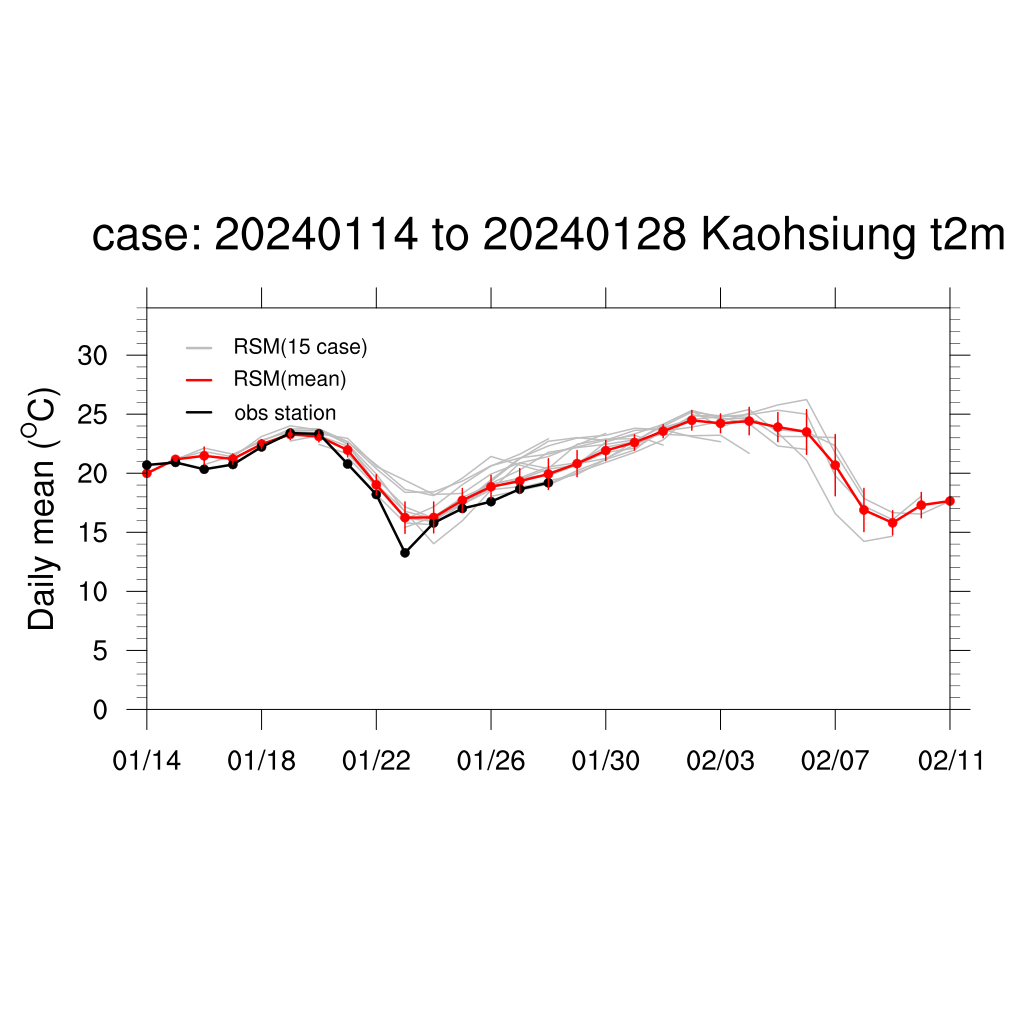 case: 20240114 to 20240128 Kaohsiung t2m
RSM(15 case)
RSM(mean)
obs station
Daily mean (OC)
30
25
20
15
10
5
0
01/14 01/18 01/22 01/26 01/30 02/03 02/07 02/11